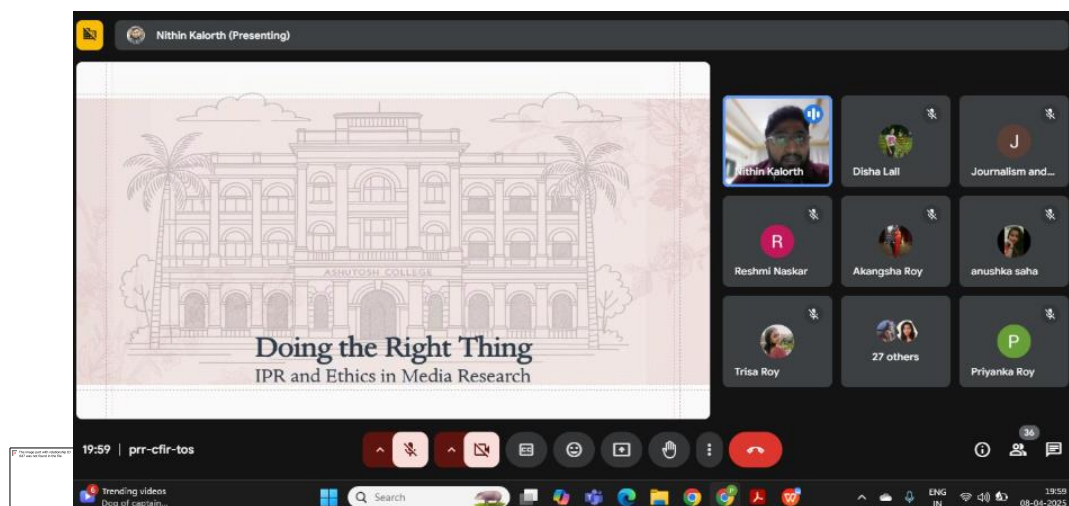 Nithin Kalorth (Presenting)
ASHUTOSH COLLEGE
Doing the Right Thing
IPR and Ethics in Media Research
Nithin Kalorth
Disha Lall
J
Journalism and...
R
Reshmi Naskar
Akangsha Roy
anushka saha
Trisa Roy
27 others
P
Priyanka Roy
19:59 | prr-cfir-tos
36
6
Trending videos
Dog of captain...
Search
ENG
IN
19:59
08-04-2025